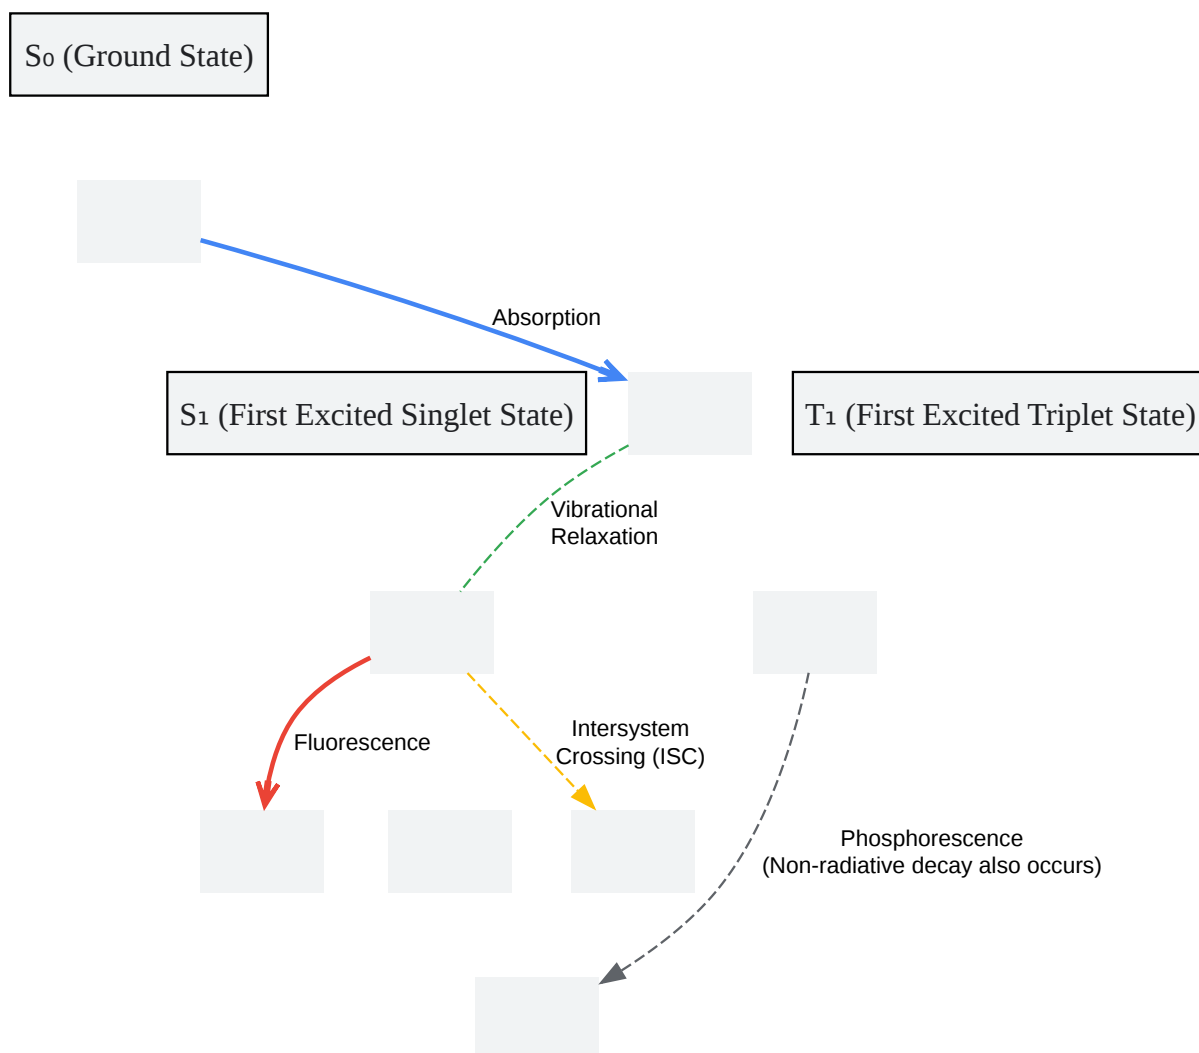 S₀ (Ground State)
Absorption
S₁ (First Excited Singlet State)
T₁ (First Excited Triplet State)
Vibrational
Relaxation
Fluorescence
Intersystem
Crossing (ISC)
Phosphorescence
(Non-radiative decay also occurs)